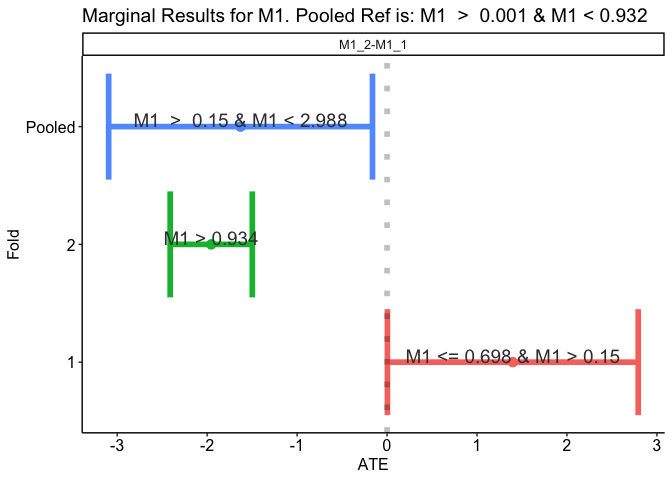 Marginal Results for M1. Pooled Ref is: M1  >  0.001 & M1 < 0.932
M1_2-M1_1
Pooled
M1  >  0.15 & M1 < 2.988
2
M1 > 0.934
1
M1 <= 0.698 & M1 > 0.15
Fold
-3 -2 -1 0 1 2 3
ATE